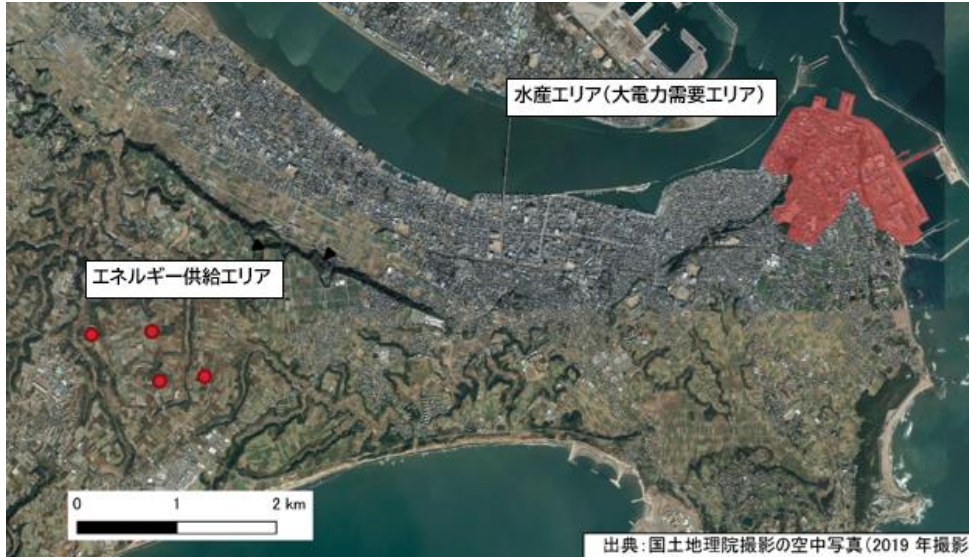 水産エリア(大電力需要エリア)
エネルギー供給エリア
0 1 2 km
出典:国土地理院撮影の空中写真(2019 年撮影